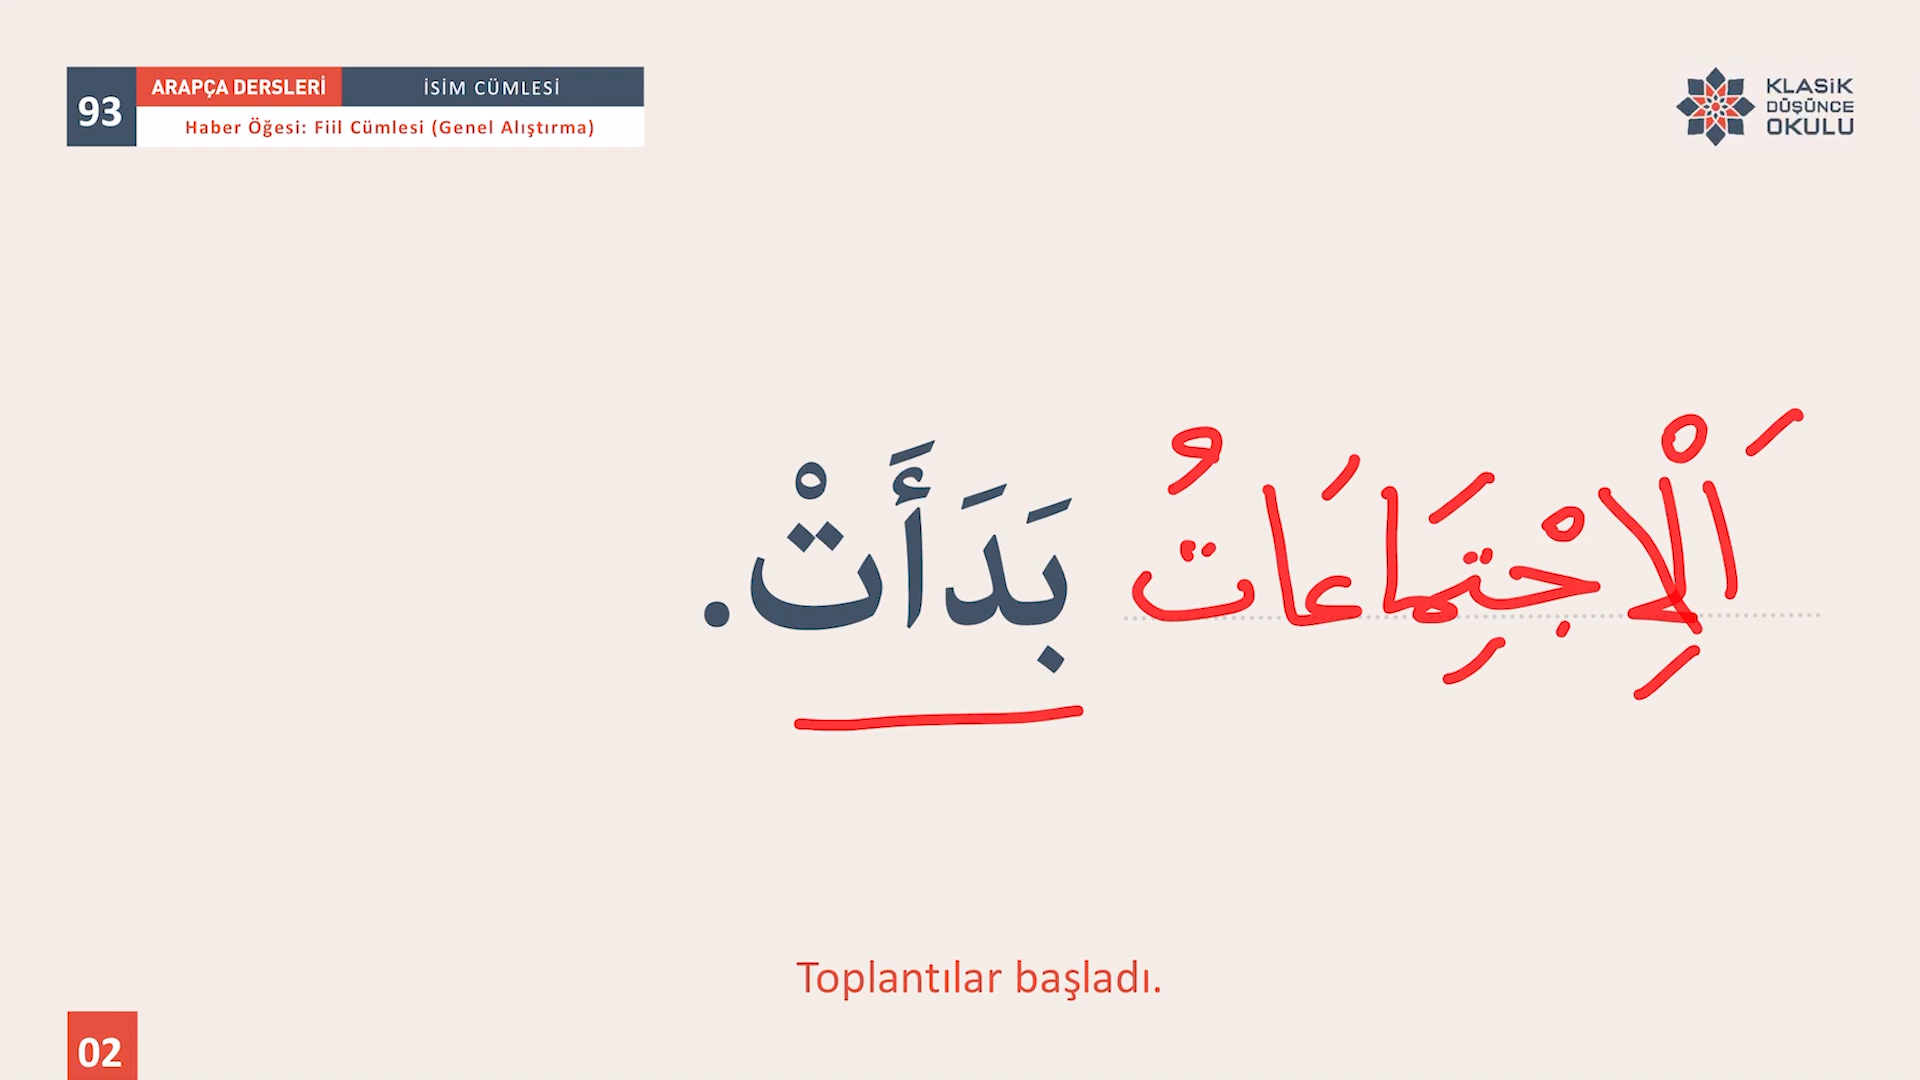 93
ARAPÇA DERSLERİ
İSİM CÜMLESİ
Haber Öğesi: Fiil Cümlesi (Genel Alıştırma)
KLASİK
DÜŞÜNCE
OKULU
اَلْاِجْتِمَاعَاتُ بَدَأَتْ.
Toplantılar başladı.
02